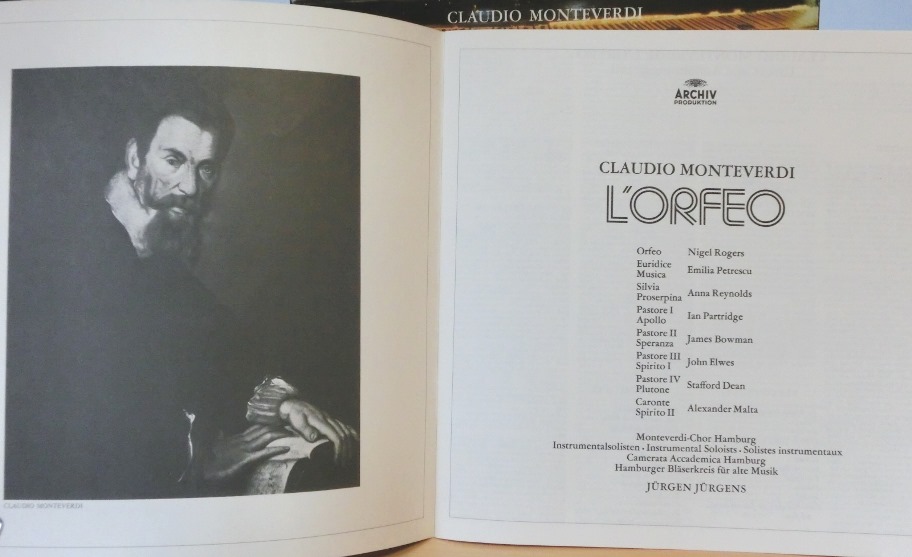 CLAUDIO MONTEVERDI
CLAUDIO MONTEVERDI
ARCHIV
PRODUKTION
CLAUDIO MONTEVERDI
L'ORFEO
Orfeo Nigel Rogers
Euridice
Musica Emilia Petrescu
Silvia
Proserpina Anna Reynolds
Pastore I
Apollo Ian Partridge
Pastore II
Speranza James Bowman
Pastore III
Spirito I John Elwes
Pastore IV
Plutone Stafford Dean
Caronte
Spirito II Alexander Malta
Monteverdi-Chor Hamburg
Instrumentalsolisten · Instrumental Soloists · Solistes instrumentaux
Camerata Accademica Hamburg
Hamburger Bläserkreis für alte Musik
JÜRGEN JÜRGENS